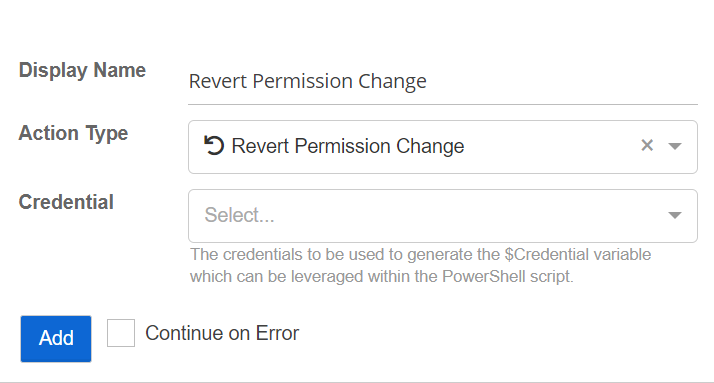 Display Name
Revert Permission Change
Action Type
Revert Permission Change
Credential
Select...
The credentials to be used to generate the $Credential variable
which can be leveraged within the PowerShell script.
Add
Continue on Error